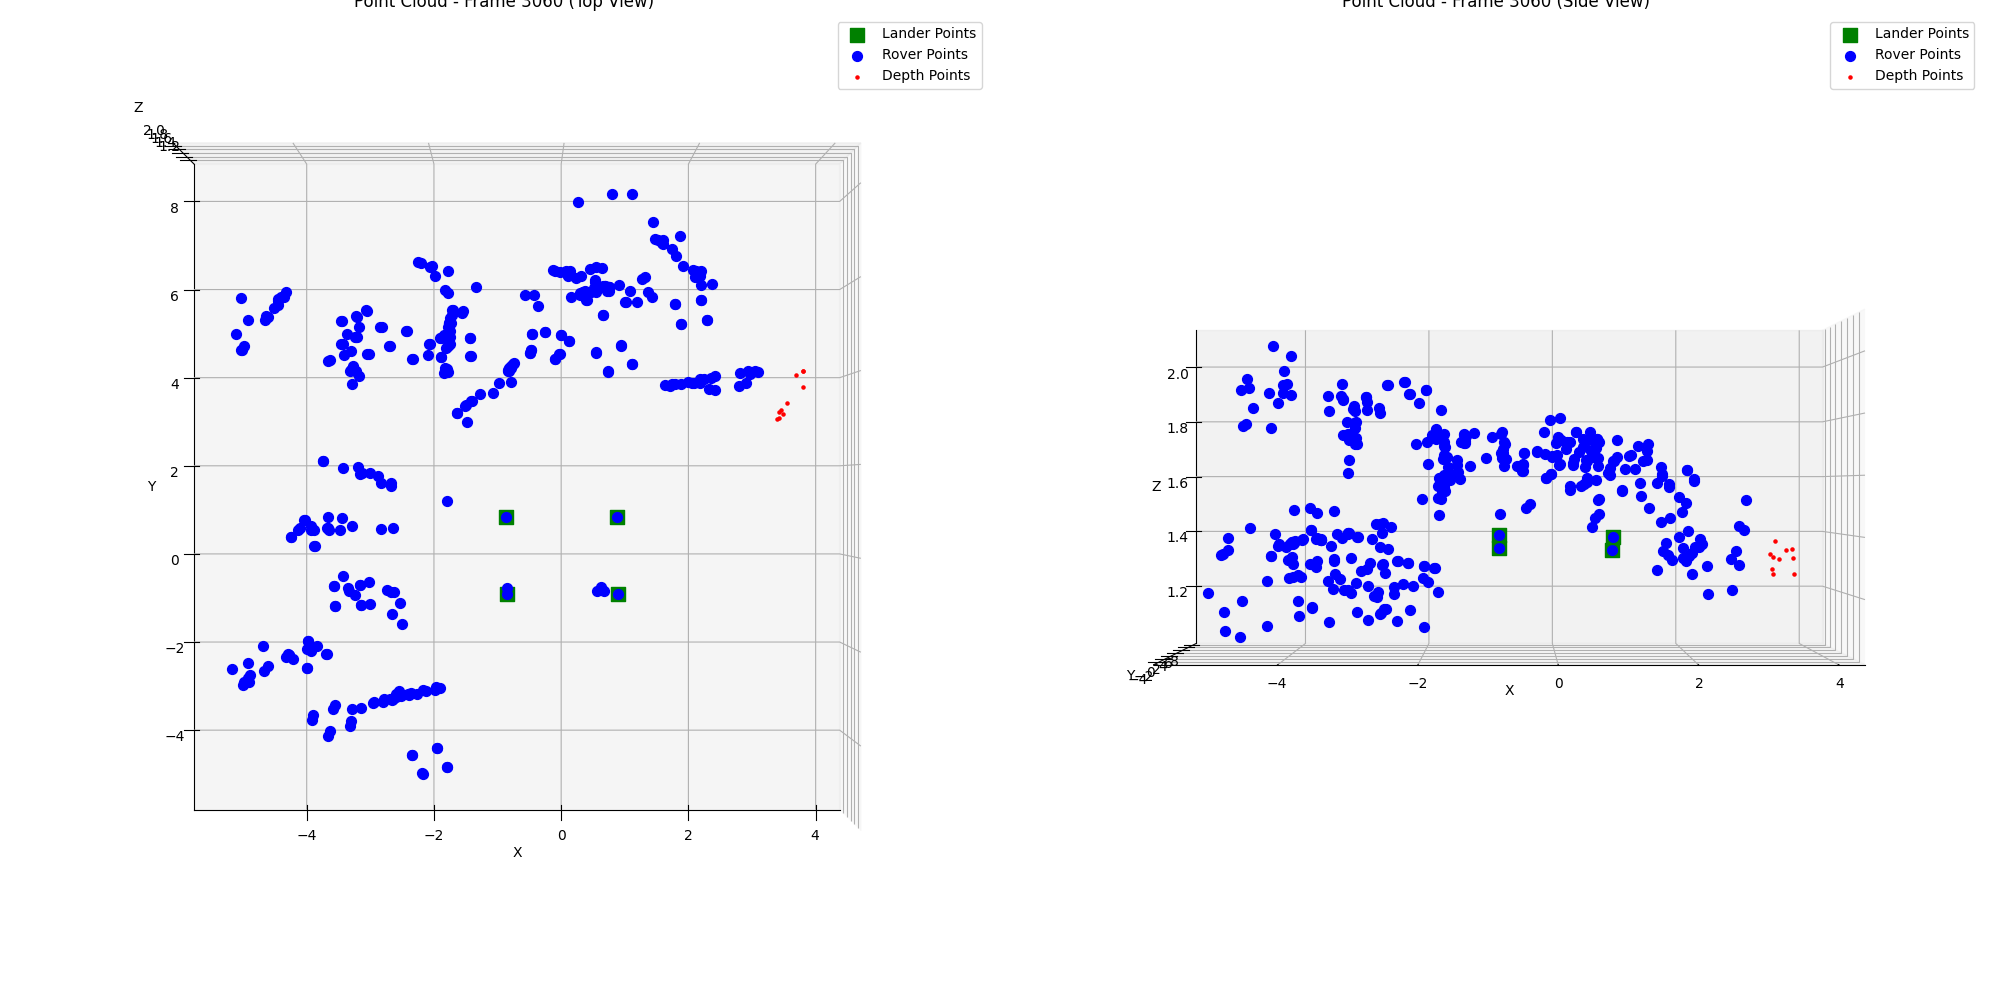 Point Cloud - Frame 3060 (Top View)
Lander Points
Rover Points
Depth Points
Z
2.0
8
6
4
2
0
−2
−4
Y
−4
−2
0
2
4
X
Point Cloud - Frame 3060 (Side View)
Lander Points
Rover Points
Depth Points
2.0
1.8
1.6
1.4
1.2
Z
Y
−4
−2
0
2
4
X